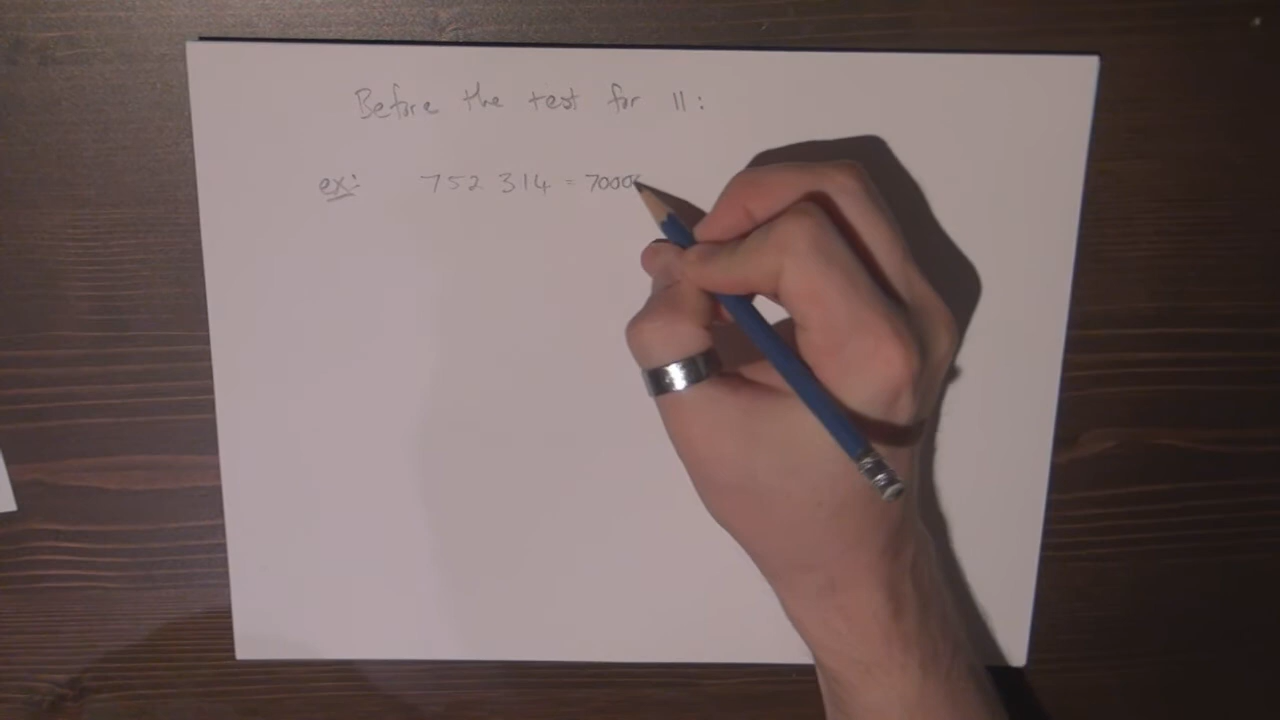 Before the test for 11:
ex: 752 314 = 7000